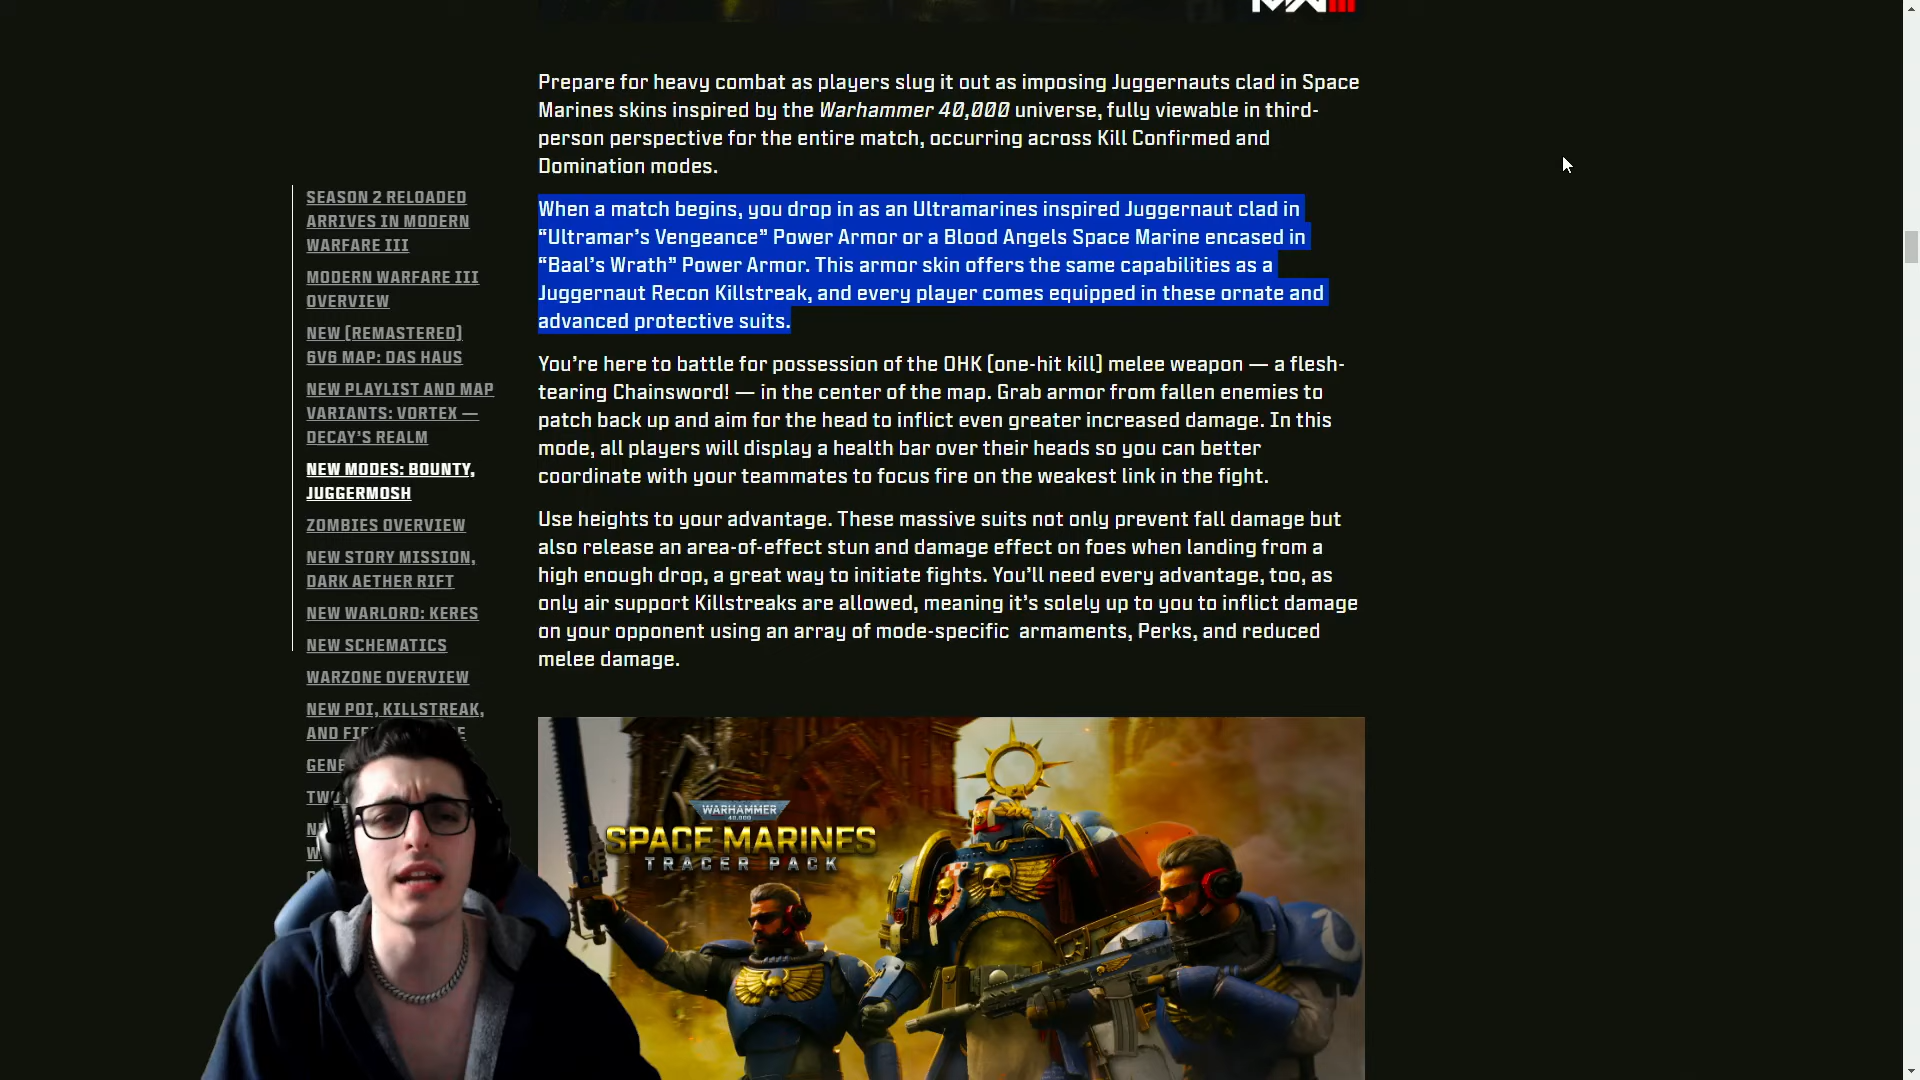 Prepare for heavy combat as players slug it out as imposing Juggernauts clad in Space
Marines skins inspired by the Warhammer 40,000 universe, fully viewable in third-
person perspective for the entire match, occurring across Kill Confirmed and
Domination modes.
When a match begins, you drop in as an Ultramarines inspired Juggernaut clad in
“Ultramar’s Vengeance” Power Armor or a Blood Angels Space Marine encased in
“Baal’s Wrath” Power Armor. This armor skin offers the same capabilities as a
Juggernaut Recon Killstreak, and every player comes equipped in these ornate and
advanced protective suits.
You’re here to battle for possession of the OHK [one-hit kill] melee weapon — a flesh-
tearing Chainsword! — in the center of the map. Grab armor from fallen enemies to
patch back up and aim for the head to inflict even greater increased damage. In this
mode, all players will display a health bar over their heads so you can better
coordinate with your teammates to focus fire on the weakest link in the fight.
Use heights to your advantage. These massive suits not only prevent fall damage but
also release an area-of-effect stun and damage effect on foes when landing from a
high enough drop, a great way to initiate fights. You’ll need every advantage, too, as
only air support Killstreaks are allowed, meaning it’s solely up to you to inflict damage
on your opponent using an array of mode-specific armaments, Perks, and reduced
melee damage.
SEASON 2 RELOADED
ARRIVES IN MODERN
WARFARE III
MODERN WARFARE III
OVERVIEW
NEW [REMASTERED]
6V6 MAP: DAS HAUS
NEW PLAYLIST AND MAP
VARIANTS: VORTEX —
DECAY’S REALM
NEW MODES: BOUNTY,
JUGGERMOSH
ZOMBIES OVERVIEW
NEW STORY MISSION,
DARK AETHER RIFT
NEW WARLORD: KERES
NEW SCHEMATICS
WARZONE OVERVIEW
NEW POI, KILLSTREAK,
AND
WARHAMMER
40,000
SPACE MARINES
TRACER PACK